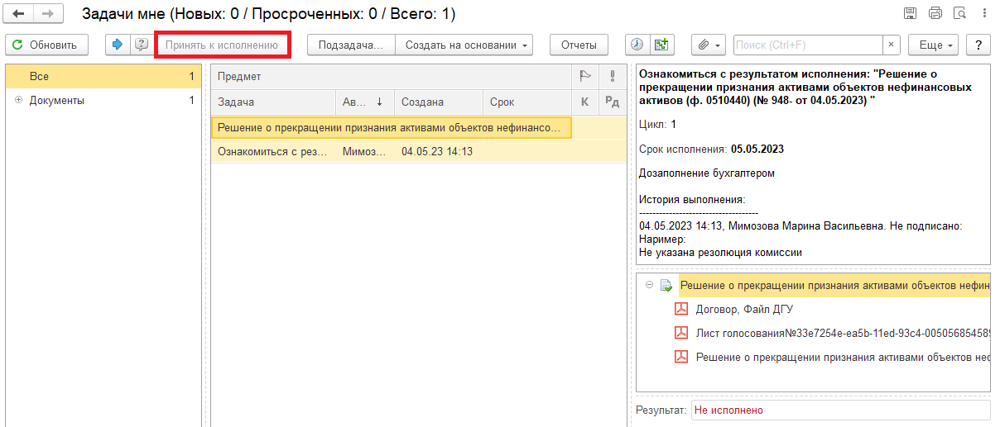 Задачи мне (Новых: 0 / Просроченных: 0 / Всего: 1)
Обновить
Принять к исполнению
Подзадача...
Создать на основании
Отчеты
Поиск (Ctrl+F)
×
Еще
?
Все 1
Документы 1
Предмет
Задача Ав... ↓ Создана Срок К Рд
Решение о прекращении признания активами объектов нефинансо...
Ознакомиться с рез... Мимоз... 04.05.23 14:13
Ознакомиться с результатом исполнения: "Решение о
прекращении признания активами объектов нефинансовых
активов (ф. 0510440) (№ 948- от 04.05.2023) "
Цикл: 1
Срок исполнения: 05.05.2023
Дозаполнение бухгалтером
История выполнения:
------------------------------------
04.05.2023 14:13, Мимозова Марина Васильевна. Не подписано:
Наример:
Не указана резолюция комиссии
Решение о прекращении признания активами объектов нефин
Договор, Файл ДГУ
Лист голосования№33e7254e-ea5b-11ed-93c4-005056854589
Решение о прекращении признания активами объектов неф
Результат: Не исполнено